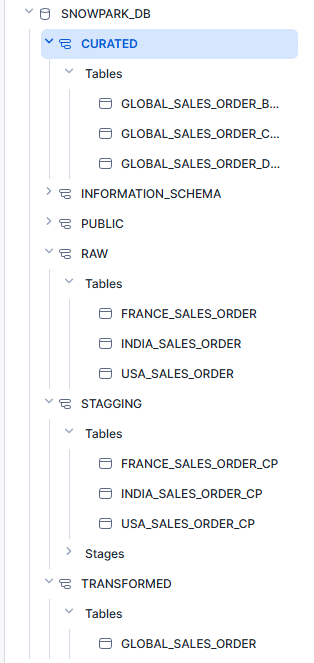 SNOWPARK_DB
CURATED
Tables
GLOBAL_SALES_ORDER_B...
GLOBAL_SALES_ORDER_C...
GLOBAL_SALES_ORDER_D...
INFORMATION_SCHEMA
PUBLIC
RAW
Tables
FRANCE_SALES_ORDER
INDIA_SALES_ORDER
USA_SALES_ORDER
STAGGING
Tables
FRANCE_SALES_ORDER_CP
INDIA_SALES_ORDER_CP
USA_SALES_ORDER_CP
Stages
TRANSFORMED
Tables
GLOBAL_SALES_ORDER